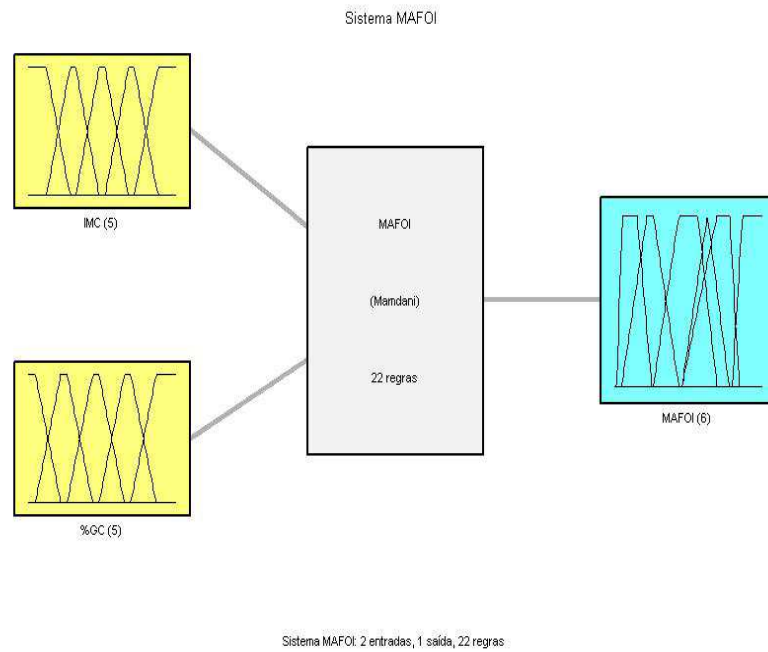 Sistema MAFOI
IMC (5)
MAFOI
(Mamdani)
22 regras
MAFOI (6)
%GC (5)
Sistema MAFOI: 2 entradas, 1 saída, 22 regras